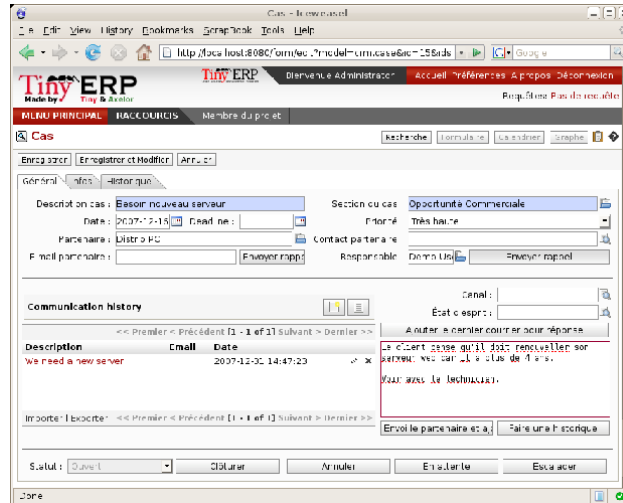 Cas - Iceweasel
File Edit View History Bookmarks ScrapBook Tools Help
http://localhost:8080/form/edit?model=crm.case&id=15&ids Google
Tiny ERP
Made by Tiny & Axelor
Tiny ERP Bienvenue Administrator Accueil Préférences A propos Déconnexion
Requêtes: Pas de requête
MENU PRINCIPAL RACCOURCIS Membre du projet
Cas Recherche Formulaire Calendrier Graphe
Enregistrer Enregistrer et Modifier Annuler
Général Infos Historique
Description cas : Besoin nouveau serveur Section du cas Opportunité Commerciale
Date : 2007-12-15 Deadline : Priorité Très haute
Partenaire : Distrib PC Contact partenaire
E-mail partenaire : Envoyer rappe Responsable Demo Use Envoyer rappel
Canal :
Communication history État d'esprit :
<< Premier < Précédent [1 - 1 of 1] Suivant > Dernier >> Ajouter le dernier courrier pour réponse
Description Email Date
We need a new server 2007-12-31 14:47:23
Le client pense qu'il doit renouveller son
serveur web car il a plus de 4 ans.
Voir avec le technicien.
Importer | Exporter << Premier < Précédent [1 - 1 of 1] Suivant > Dernier >>
Envoi le partenaire et aj Faire une historique
Statut : Ouvert Clôturer Annuler En attente Escalader
Done